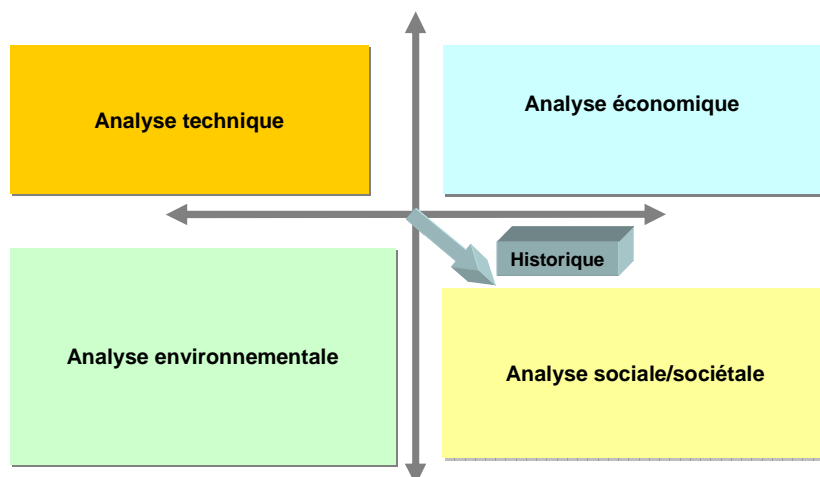 Analyse technique
Analyse économique
Historique
Analyse environnementale
Analyse sociale/sociétale